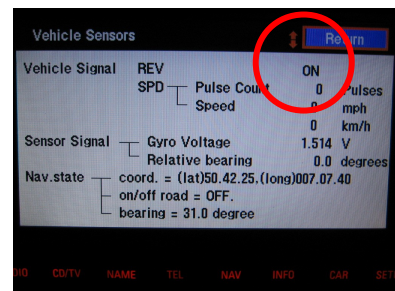 Vehicle Sensors Return
Vehicle Signal REV ON
SPD Pulse Count 0 Pulses
Speed 0 mph
0 km/h
Sensor Signal Gyro Voltage 1.514 V
Relative bearing 0.0 degrees
Nav.state coord. = (lat)50.42.25,(long)007.07.40
on/off road = OFF.
bearing = 31.0 degree
CD/TV NAME TEL NAV INFO CAR